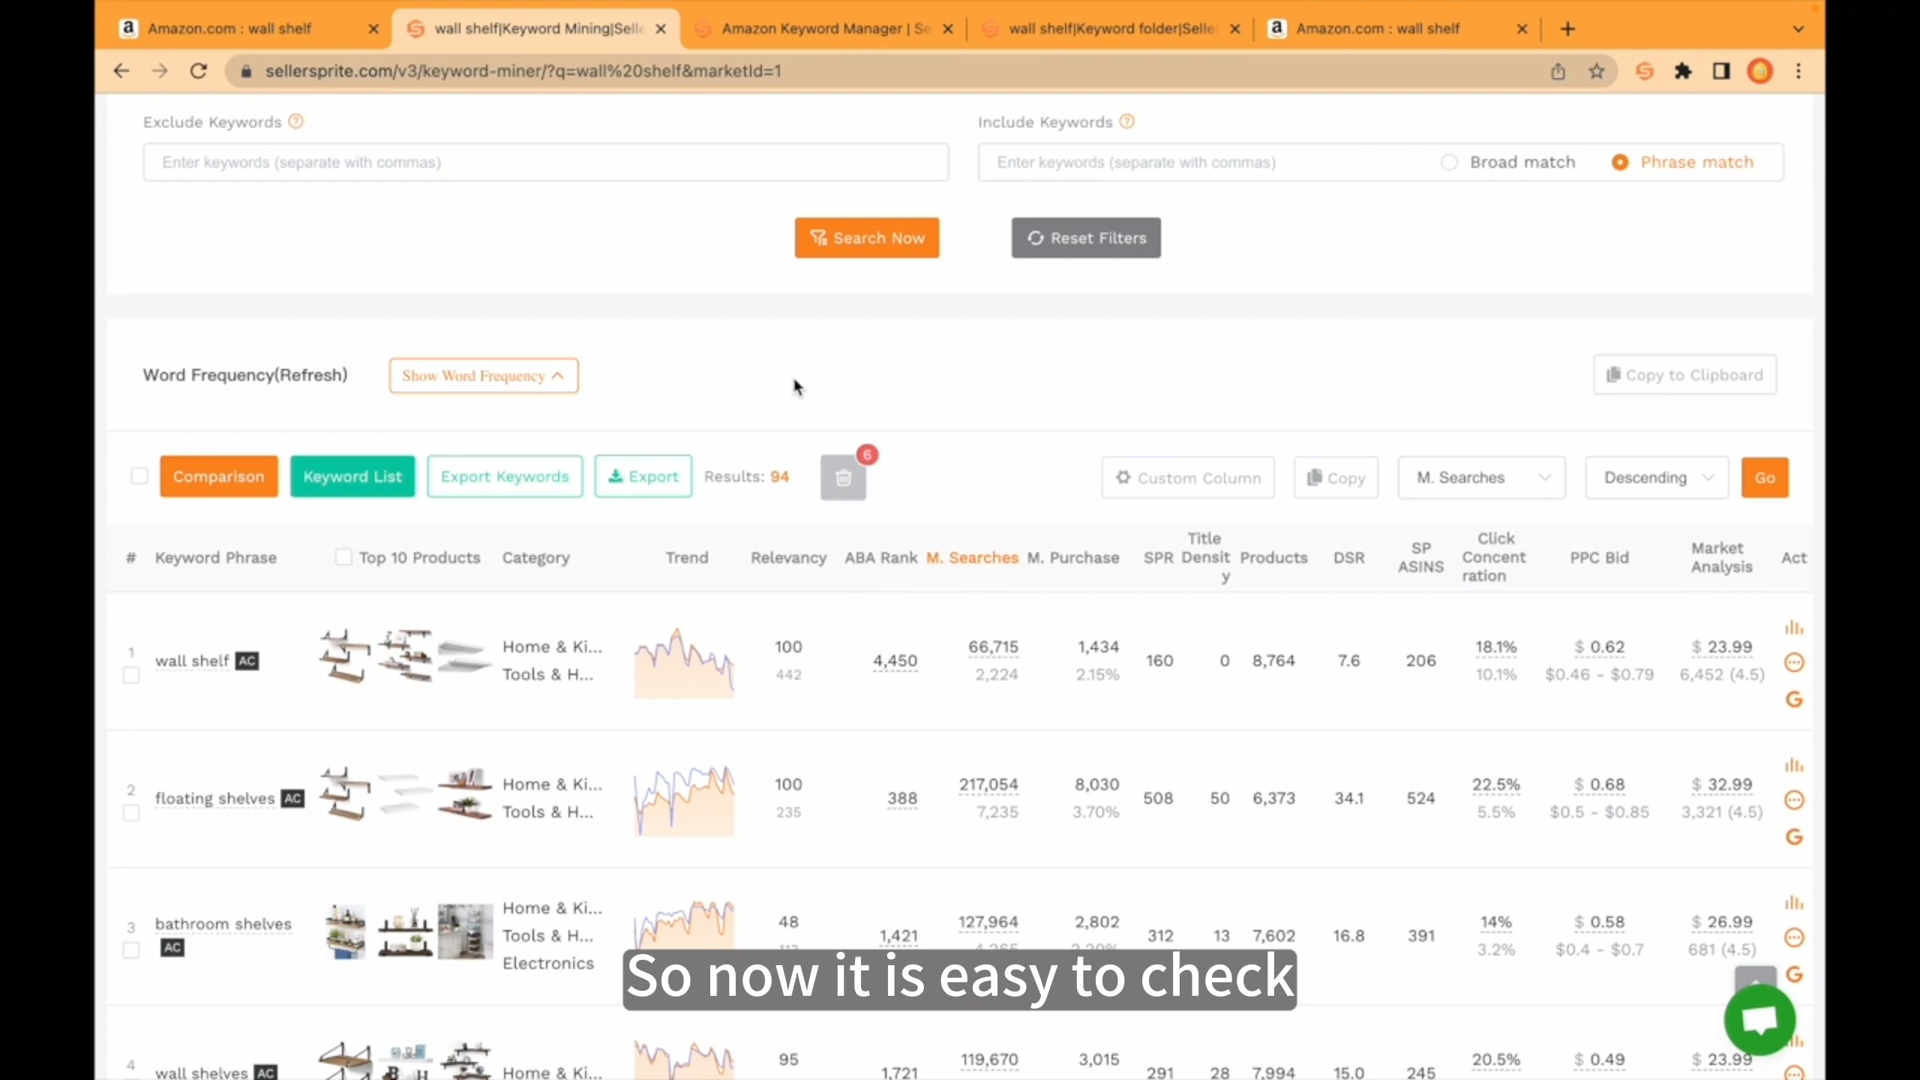 Amazon.com : wall shelf
wall shelf|Keyword Mining|Selle
Amazon Keyword Manager | Se
wall shelf|Keyword folder|Seller
Amazon.com : wall shelf
sellersprite.com/v3/keyword-miner/?q=wall%20shelf&marketId=1
Exclude Keywords
Include Keywords
Enter keywords (separate with commas)
Enter keywords (separate with commas)
Broad match
Phrase match
Search Now
Reset Filters
Word Frequency(Refresh)
Show Word Frequency
Copy to Clipboard
Comparison
Keyword List
Export Keywords
Export
Results: 94
6
Custom Column
Copy
M. Searches
Descending
Go
# Keyword Phrase Top 10 Products Category Trend Relevancy ABA Rank M. Searches M. Purchase SPR Title Densit y Products DSR SP ASINS Click Concent ration PPC Bid Market Analysis Act
1 wall shelf AC Home & Ki... 100 4,450 66,715 1,434 160 0 8,764 7.6 206 18.1% $ 0.62 $ 23.99
Tools & H... 442 2,224 2.15% 10.1% $0.46 - $0.79 6,452 (4.5)
2 floating shelves AC Home & Ki... 100 388 217,054 8,030 508 50 6,373 34.1 524 22.5% $ 0.68 $ 32.99
Tools & H... 235 7,235 3.70% 5.5% $0.5 - $0.85 3,321 (4.5)
3 bathroom shelves AC Home & Ki... 48 1,421 127,964 2,802 312 13 7,602 16.8 391 14% $ 0.58 $ 26.99
Tools & H... 3.2% $0.4 - $0.7 681 (4.5)
Electronics
So now it is easy to check
4 wall shelves AC Home & Ki... 95 1,721 119,670 3,015 291 28 7,994 15.0 245 20.5% $ 0.49 $ 23.99